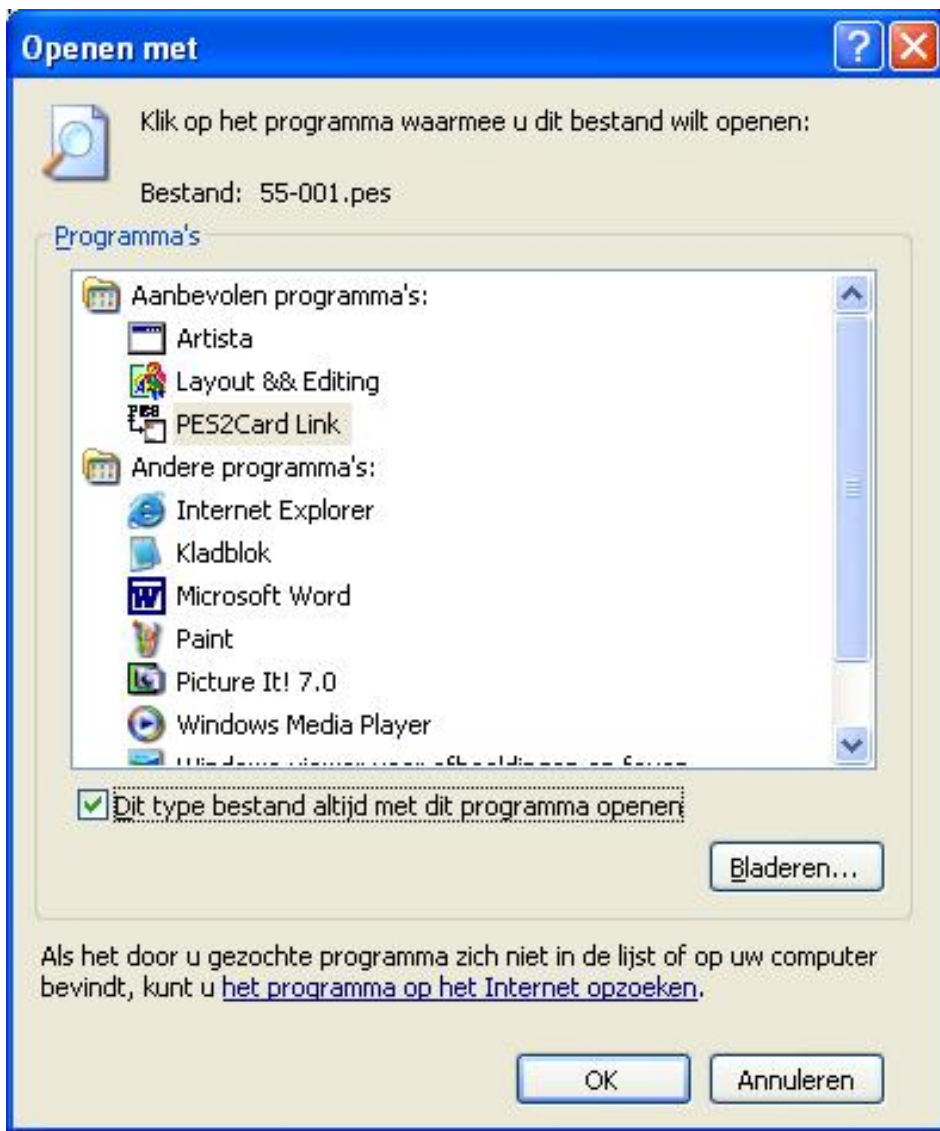 Openen met
Klik op het programma waarmee u dit bestand wilt openen:
Bestand: 55-001.pes
Programma's
Aanbevolen programma's:
Artista
Layout && Editing
PES2Card Link
Andere programma's:
Internet Explorer
Kladblok
Microsoft Word
Paint
Picture It! 7.0
Windows Media Player
Dit type bestand altijd met dit programma openen
Bladeren...
Als het door u gezochte programma zich niet in de lijst of op uw computer
bevindt, kunt u het programma op het Internet opzoeken.
OK
Annuleren